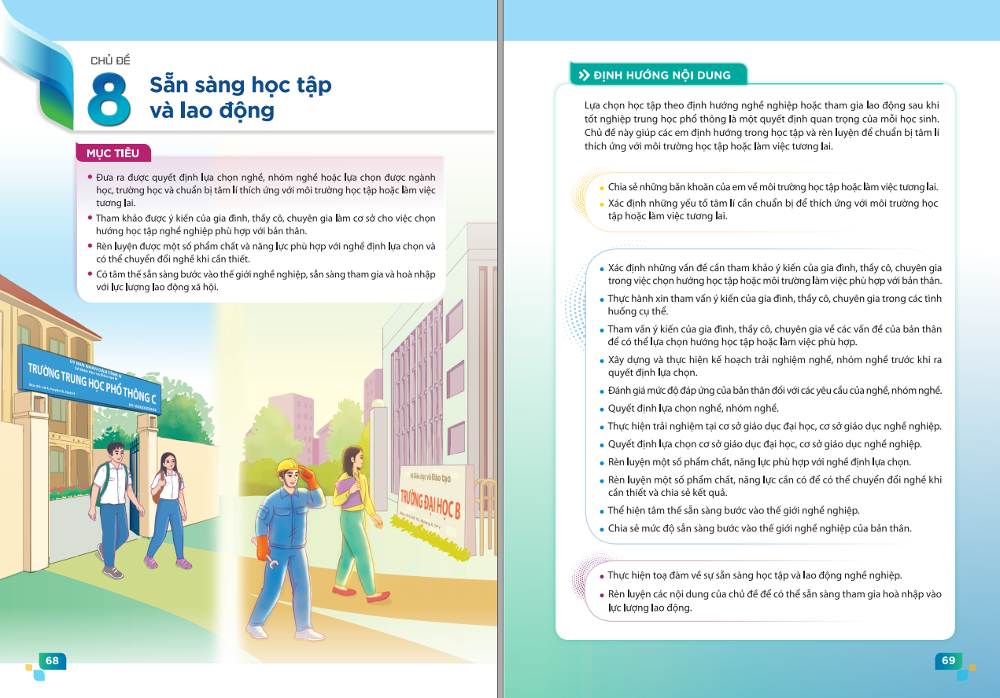 CHỦ ĐỀ
8
Sẵn sàng học tập
và lao động
MỤC TIÊU
• Đưa ra được quyết định lựa chọn nghề, nhóm nghề hoặc lựa chọn được ngành
học, trường học và chuẩn bị tâm lí thích ứng với môi trường học tập hoặc làm việc
tương lai.
• Tham khảo được ý kiến của gia đình, thầy cô, chuyên gia làm cơ sở cho việc chọn
hướng học tập nghề nghiệp phù hợp với bản thân.
• Rèn luyện được một số phẩm chất và năng lực phù hợp với nghề định lựa chọn và
có thể chuyển đổi nghề khi cần thiết.
• Có tâm thế sẵn sàng bước vào thế giới nghề nghiệp, sẵn sàng tham gia và hoà nhập
với lực lượng lao động xã hội.
ỦY BAN NHÂN DÂN TỈNH H
Sở Giáo dục và Đào tạo H
TRƯỜNG TRUNG HỌC PHỔ THÔNG C
Địa chỉ: xã A, huyện B, tỉnh H
ĐT: XXXXXXXXXX
Bộ Giáo dục và Đào tạo
TRƯỜNG ĐẠI HỌC B
68
ĐỊNH HƯỚNG NỘI DUNG
Lựa chọn học tập theo định hướng nghề nghiệp hoặc tham gia lao động sau khi
tốt nghiệp trung học phổ thông là một quyết định quan trọng của mỗi học sinh.
Chủ đề này giúp các em định hướng trong học tập và rèn luyện để chuẩn bị tâm lí
thích ứng với môi trường học tập hoặc làm việc tương lai.
• Chia sẻ những băn khoăn của em về môi trường học tập hoặc làm việc tương lai.
• Xác định những yếu tố tâm lí cần chuẩn bị để thích ứng với môi trường học
tập hoặc làm việc tương lai.
• Xác định những vấn đề cần tham khảo ý kiến của gia đình, thầy cô, chuyên gia
trong việc chọn hướng học tập hoặc môi trường làm việc phù hợp với bản thân.
• Thực hành xin tham vấn ý kiến của gia đình, thầy cô, chuyên gia trong các tình
huống cụ thể.
• Tham vấn ý kiến của gia đình, thầy cô, chuyên gia về các vấn đề của bản thân
để có thể lựa chọn hướng học tập hoặc làm việc phù hợp.
• Xây dựng và thực hiện kế hoạch trải nghiệm nghề, nhóm nghề trước khi ra
quyết định lựa chọn.
• Đánh giá mức độ đáp ứng của bản thân đối với các yêu cầu của nghề, nhóm nghề.
• Quyết định lựa chọn nghề, nhóm nghề.
• Thực hiện trải nghiệm tại cơ sở giáo dục đại học, cơ sở giáo dục nghề nghiệp.
• Quyết định lựa chọn cơ sở giáo dục đại học, cơ sở giáo dục nghề nghiệp.
• Rèn luyện một số phẩm chất, năng lực phù hợp với nghề định lựa chọn.
• Rèn luyện một số phẩm chất, năng lực cần có để có thể chuyển đổi nghề khi
cần thiết và chia sẻ kết quả.
• Thể hiện tâm thế sẵn sàng bước vào thế giới nghề nghiệp.
• Chia sẻ mức độ sẵn sàng bước vào thế giới nghề nghiệp của bản thân.
• Thực hiện toạ đàm về sự sẵn sàng học tập và lao động nghề nghiệp.
• Rèn luyện các nội dung của chủ đề để có thể sẵn sàng tham gia hoà nhập vào
lực lượng lao động.
69